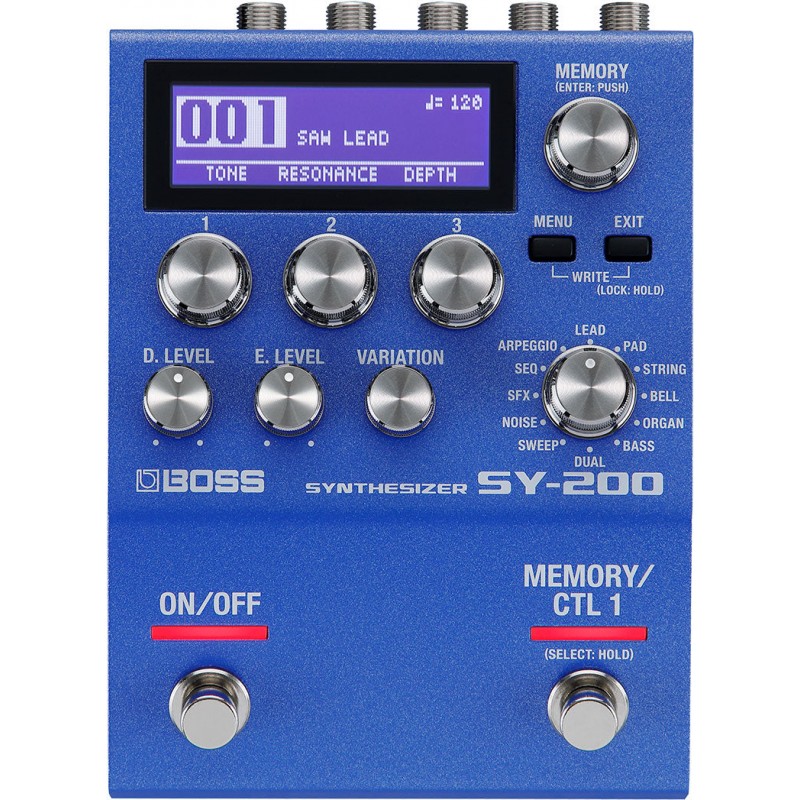 MEMORY
(ENTER: PUSH)
001
♩= 120
SAW LEAD
TONE RESONANCE DEPTH
1 2 3
MENU EXIT
WRITE
(LOCK: HOLD)
D. LEVEL E. LEVEL VARIATION
LEAD
ARPEGGIO PAD
SEQ STRING
SFX BELL
NOISE ORGAN
SWEEP BASS
DUAL
BOSS SYNTHESIZER SY-200
ON/OFF
MEMORY/
CTL 1
(SELECT: HOLD)